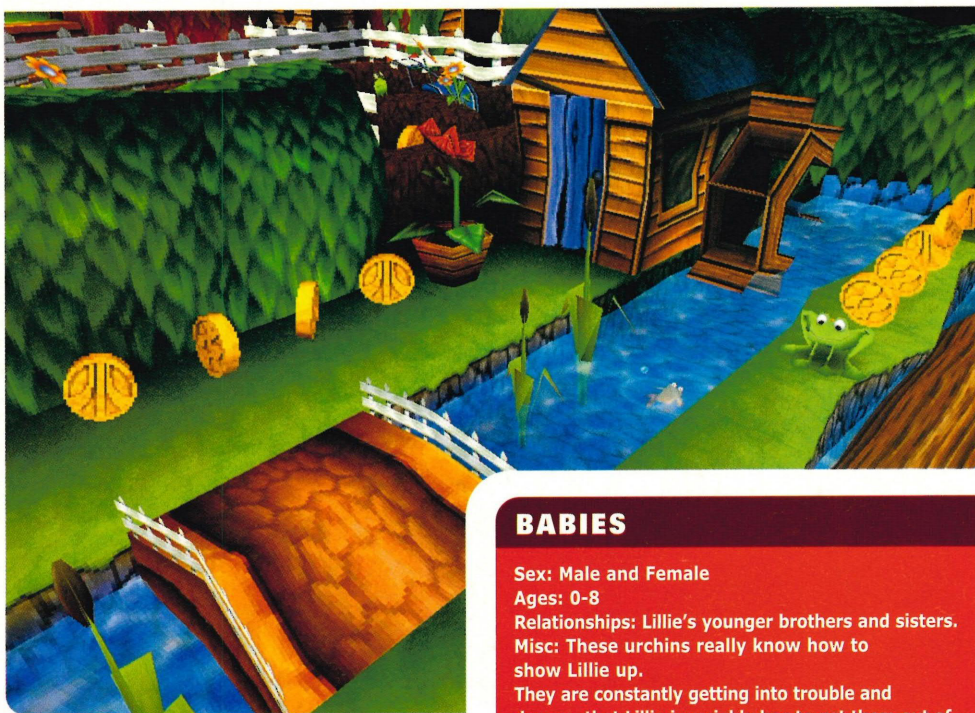 BABIES
Sex: Male and Female
Ages: 0-8
Relationships: Lillie's younger brothers and sisters.
Misc: These urchins really know how to
show Lillie up.
They are constantly getting into trouble and